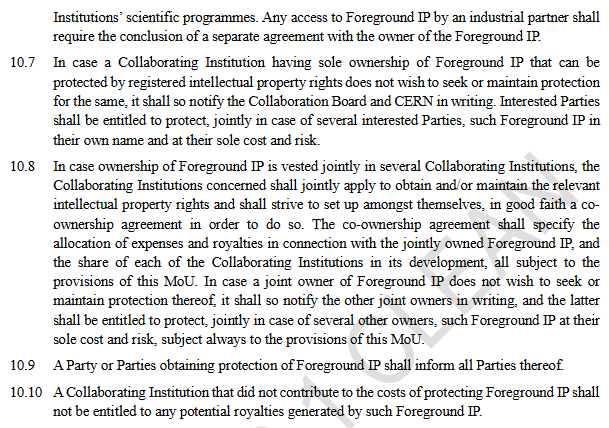 Institutions' scientific programmes. Any access to Foreground IP by an industrial partner shall
require the conclusion of a separate agreement with the owner of the Foreground IP.
10.7 In case a Collaborating Institution having sole ownership of Foreground IP that can be
protected by registered intellectual property rights does not wish to seek or maintain protection
for the same, it shall so notify the Collaboration Board and CERN in writing. Interested Parties
shall be entitled to protect, jointly in case of several interested Parties, such Foreground IP in
their own name and at their sole cost and risk.
10.8 In case ownership of Foreground IP is vested jointly in several Collaborating Institutions, the
Collaborating Institutions concerned shall jointly apply to obtain and/or maintain the relevant
intellectual property rights and shall strive to set up amongst themselves, in good faith a co-
ownership agreement in order to do so. The co-ownership agreement shall specify the
allocation of expenses and royalties in connection with the jointly owned Foreground IP, and
the share of each of the Collaborating Institutions in its development, all subject to the
provisions of this MoU. In case a joint owner of Foreground IP does not wish to seek or
maintain protection thereof, it shall so notify the other joint owners in writing, and the latter
shall be entitled to protect, jointly in case of several other owners, such Foreground IP at their
sole cost and risk, subject always to the provisions of this MoU.
10.9 A Party or Parties obtaining protection of Foreground IP shall inform all Parties thereof.
10.10 A Collaborating Institution that did not contribute to the costs of protecting Foreground IP shall
not be entitled to any potential royalties generated by such Foreground IP.
1 CLEAN